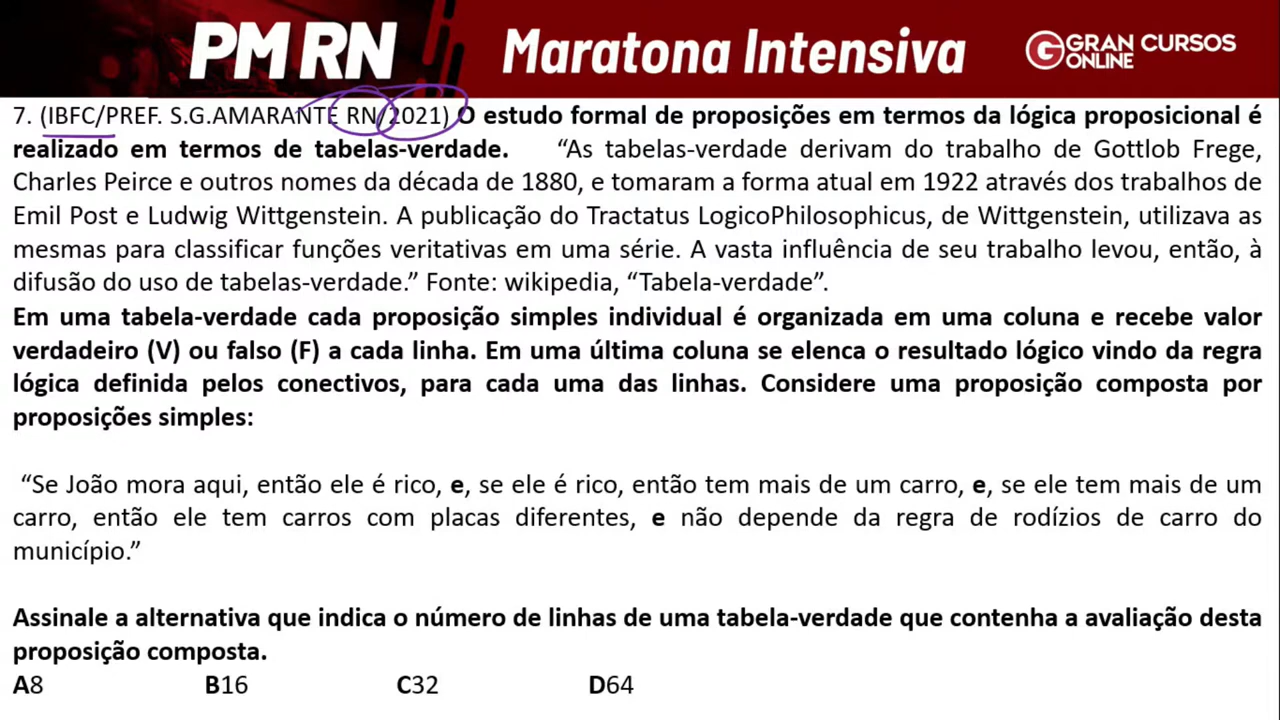 PM RN Maratona Intensiva GRAN CURSOS ONLINE
7. (IBFC/PREF. S.G.AMARANTE RN/2021) O estudo formal de proposições em termos da lógica proposicional é
realizado em termos de tabelas-verdade. “As tabelas-verdade derivam do trabalho de Gottlob Frege,
Charles Peirce e outros nomes da década de 1880, e tomaram a forma atual em 1922 através dos trabalhos de
Emil Post e Ludwig Wittgenstein. A publicação do Tractatus LogicoPhilosophicus, de Wittgenstein, utilizava as
mesmas para classificar funções veritativas em uma série. A vasta influência de seu trabalho levou, então, à
difusão do uso de tabelas-verdade.” Fonte: wikipedia, “Tabela-verdade”.
Em uma tabela-verdade cada proposição simples individual é organizada em uma coluna e recebe valor
verdadeiro (V) ou falso (F) a cada linha. Em uma última coluna se elenca o resultado lógico vindo da regra
lógica definida pelos conectivos, para cada uma das linhas. Considere uma proposição composta por
proposições simples:
“Se João mora aqui, então ele é rico, e, se ele é rico, então tem mais de um carro, e, se ele tem mais de um
carro, então ele tem carros com placas diferentes, e não depende da regra de rodízios de carro do
município.”
Assinale a alternativa que indica o número de linhas de uma tabela-verdade que contenha a avaliação desta
proposição composta.
A8 B16 C32 D64